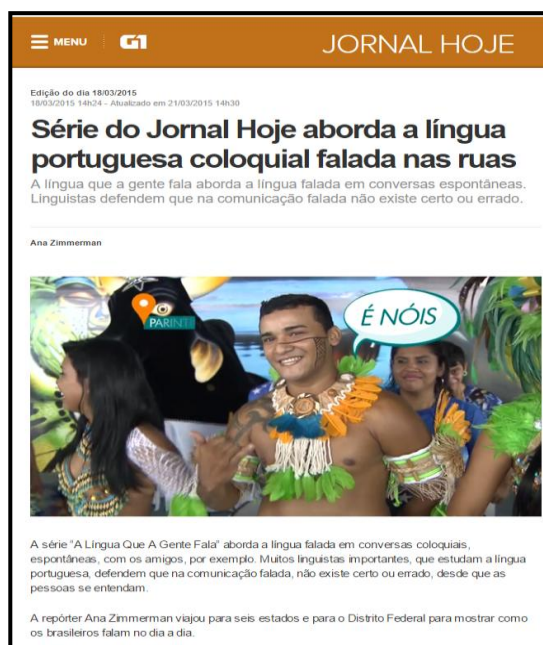 MENU G1 JORNAL HOJE
Edição do dia 18/03/2015
18/03/2015 14h24 - Atualizado em 21/03/2015 14h30
Série do Jornal Hoje aborda a língua
portuguesa coloquial falada nas ruas
A língua que a gente fala aborda a língua falada em conversas espontâneas.
Linguistas defendem que na comunicação falada não existe certo ou errado.
Ana Zimmerman
PARINTI
É NÓIS
A série "A Língua Que A Gente Fala" aborda a língua falada em conversas coloquiais,
espontâneas, com os amigos, por exemplo. Muitos linguistas importantes, que estudam a língua
portuguesa, defendem que na comunicação falada, não existe certo ou errado, desde que as
pessoas se entendam.
A repórter Ana Zimmerman viajou para seis estados e para o Distrito Federal para mostrar como
os brasileiros falam no dia a dia.